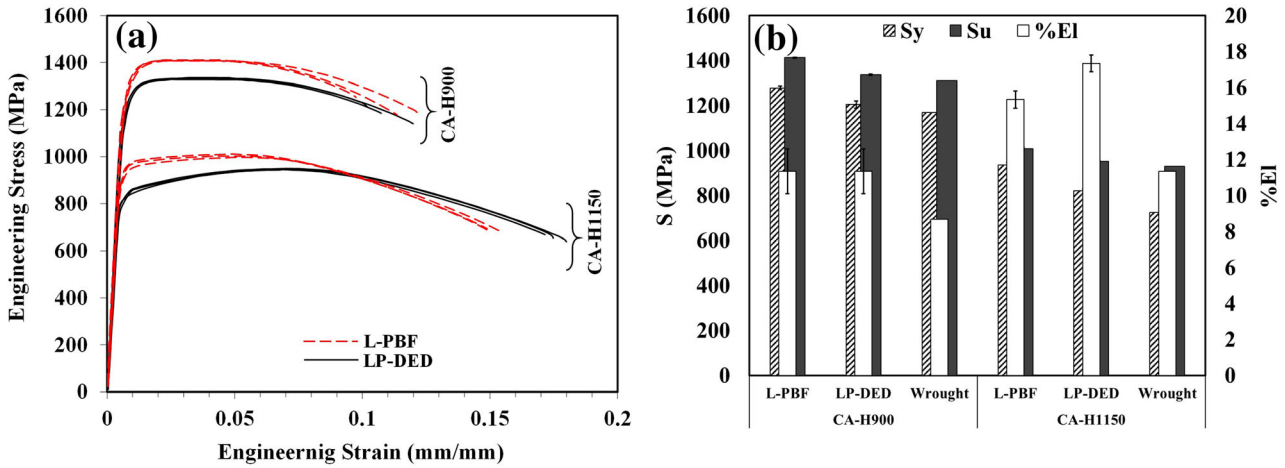 (a)
Engineering Stress (MPa)
1600
1400
1200
1000
800
600
400
200
0
CA-H900
CA-H1150
L-PBF
LP-DED
0 0.05 0.1 0.15 0.2
Engineernig Strain (mm/mm)
(b)
Sy Su %El
S (MPa)
1600
1400
1200
1000
800
600
400
200
0
20
18
16
14
12
10
8
6
4
2
0
%El
L-PBF LP-DED Wrought L-PBF LP-DED Wrought
CA-H900 CA-H1150